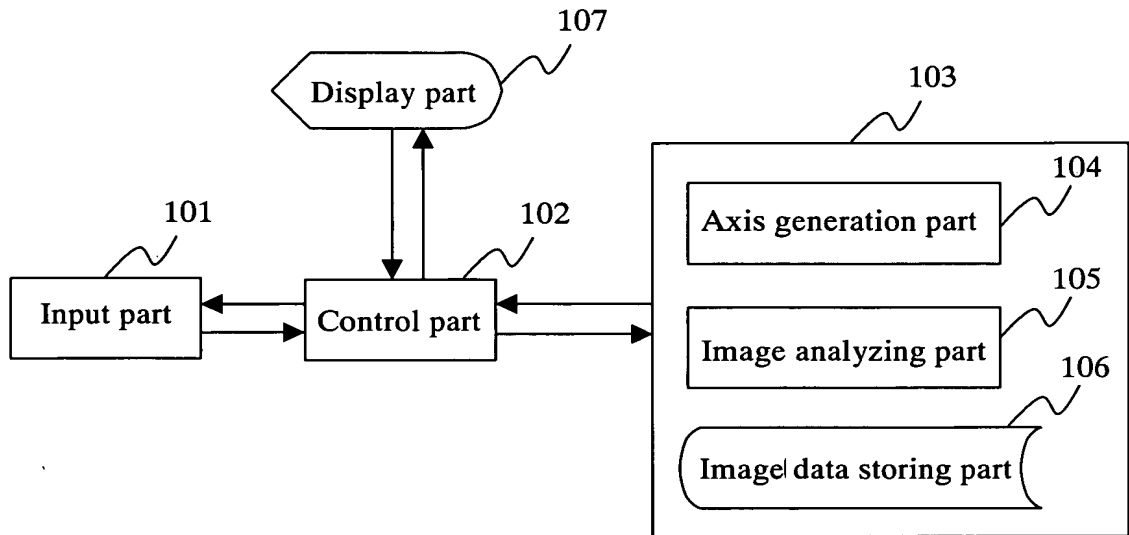 107
Display part
103
104
Axis generation part
101
102
105
Input part
Control part
Image analyzing part
106
Image data storing part